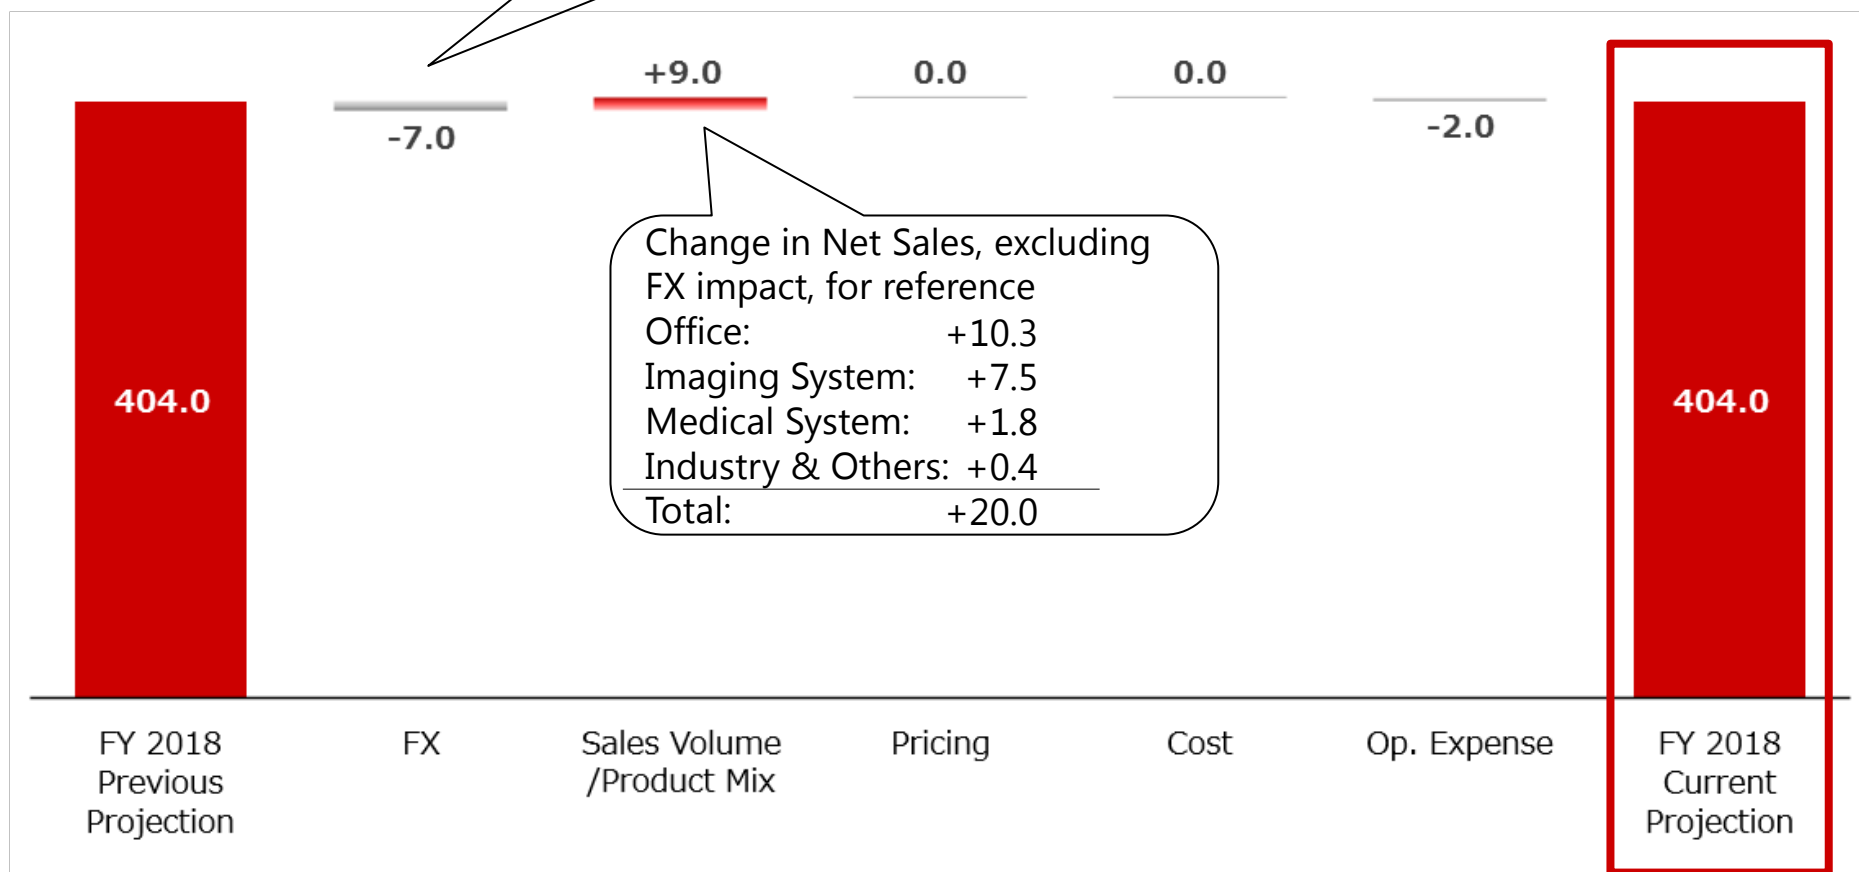 +9.0
0.0
0.0
-7.0
-2.0
Change in Net Sales, excluding
FX impact, for reference
Office: +10.3
Imaging System: +7.5
Medical System: +1.8
Industry & Others: +0.4
Total: +20.0
404.0
404.0
FY 2018
Previous
Projection
FX
Sales Volume
/Product Mix
Pricing
Cost
Op. Expense
FY 2018
Current
Projection